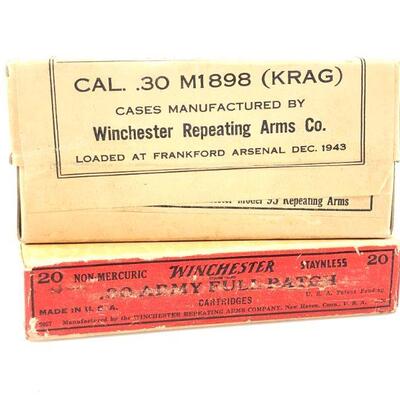 CAL. .30 M1898 (KRAG)
CASES MANUFACTURED BY
Winchester Repeating Arms Co.
LOADED AT FRANKFORD ARSENAL DEC. 1943
Model 95 Repeating Arms
20 NON-MERCURIC WINCHESTER STAYNLESS 20
.30 ARMY FULL PATCH
MADE IN U.S.A. CARTRIDGES U.S.A. Patent Pending
Manufactured by the WINCHESTER REPEATING ARMS COMPANY, New Haven, Conn., U.S.A.